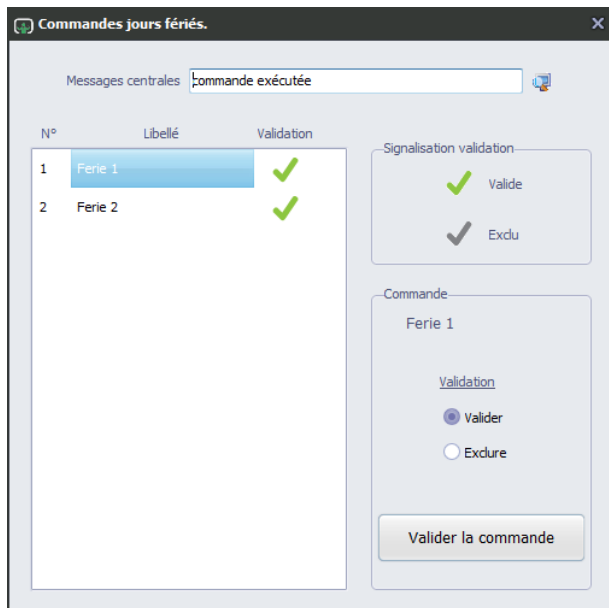 Commandes jours fériés.
Messages centrales commande exécutée
N° Libellé Validation
1 Ferie 1
2 Ferie 2
Signalisation validation
Valide
Exclu
Commande
Ferie 1
Validation
Valider
Exclure
Valider la commande